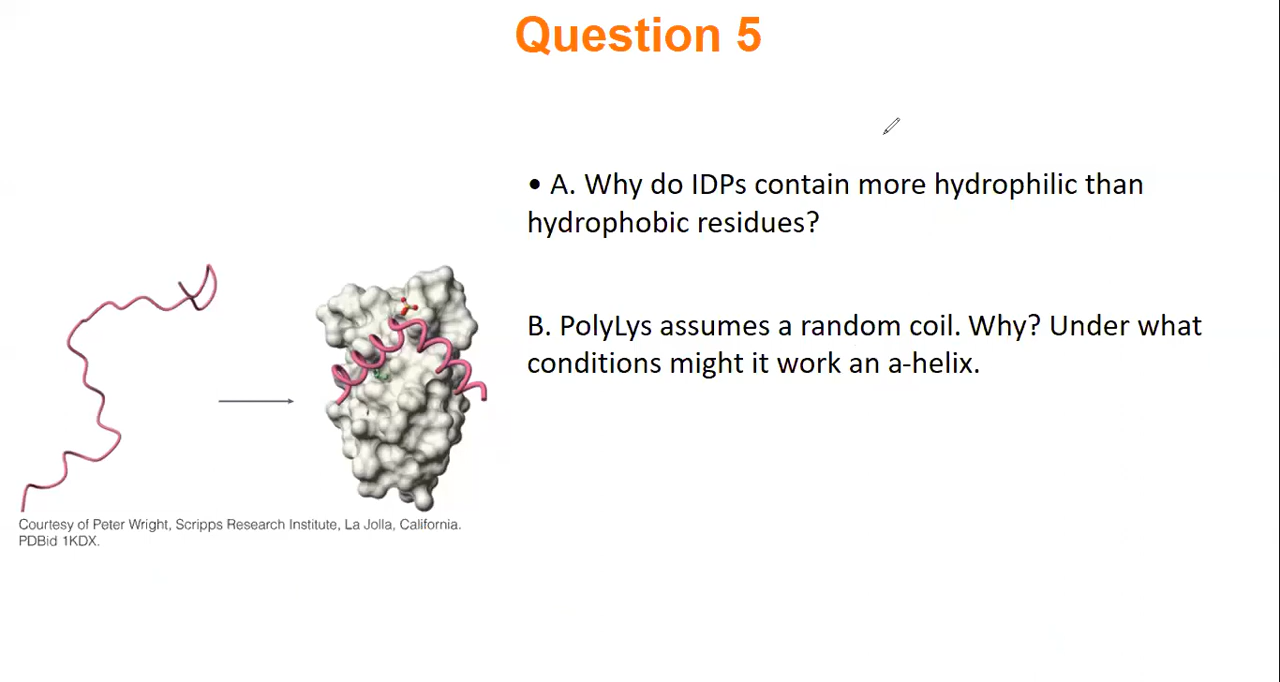 Question 5
• A. Why do IDPs contain more hydrophilic than
hydrophobic residues?
B. PolyLys assumes a random coil. Why? Under what
conditions might it work an a-helix.
Courtesy of Peter Wright, Scripps Research Institute, La Jolla, California.
PDBid 1KDX.